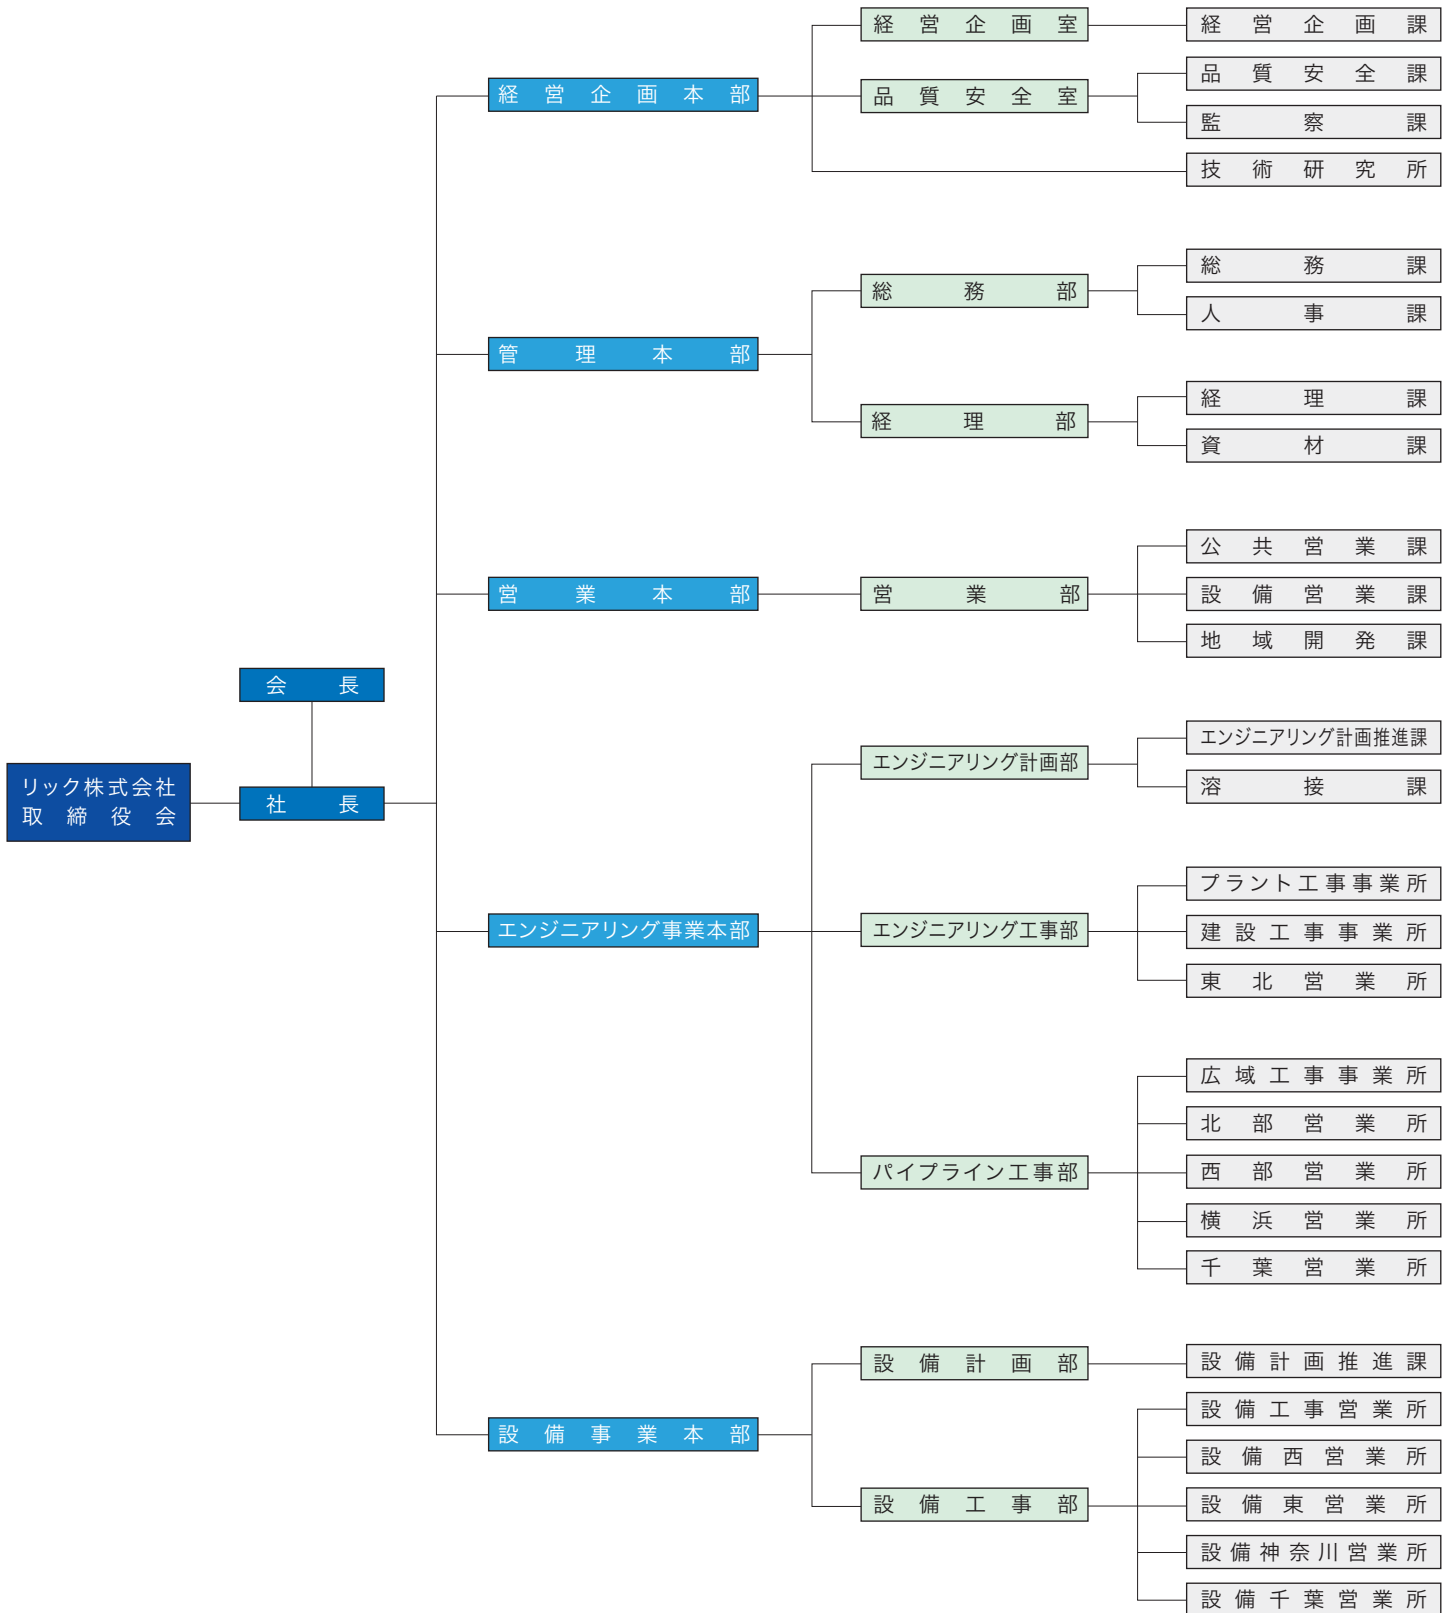 リック株式会社
取締役会
会長
社長
経営企画本部
経営企画室
経営企画課
品質安全室
品質安全課
監察課
技術研究所
管理本部
総務部
総務課
人事課
経理部
経理課
資材課
営業本部
営業部
公共営業課
設備営業課
地域開発課
エンジニアリング事業本部
エンジニアリング計画部
エンジニアリング計画推進課
溶接課
エンジニアリング工事部
プラント工事事業所
建設工事事業所
東北営業所
パイプライン工事部
広域工事事業所
北部営業所
西部営業所
横浜営業所
千葉営業所
設備事業本部
設備計画部
設備計画推進課
設備工事部
設備工事営業所
設備西営業所
設備東営業所
設備神奈川営業所
設備千葉営業所